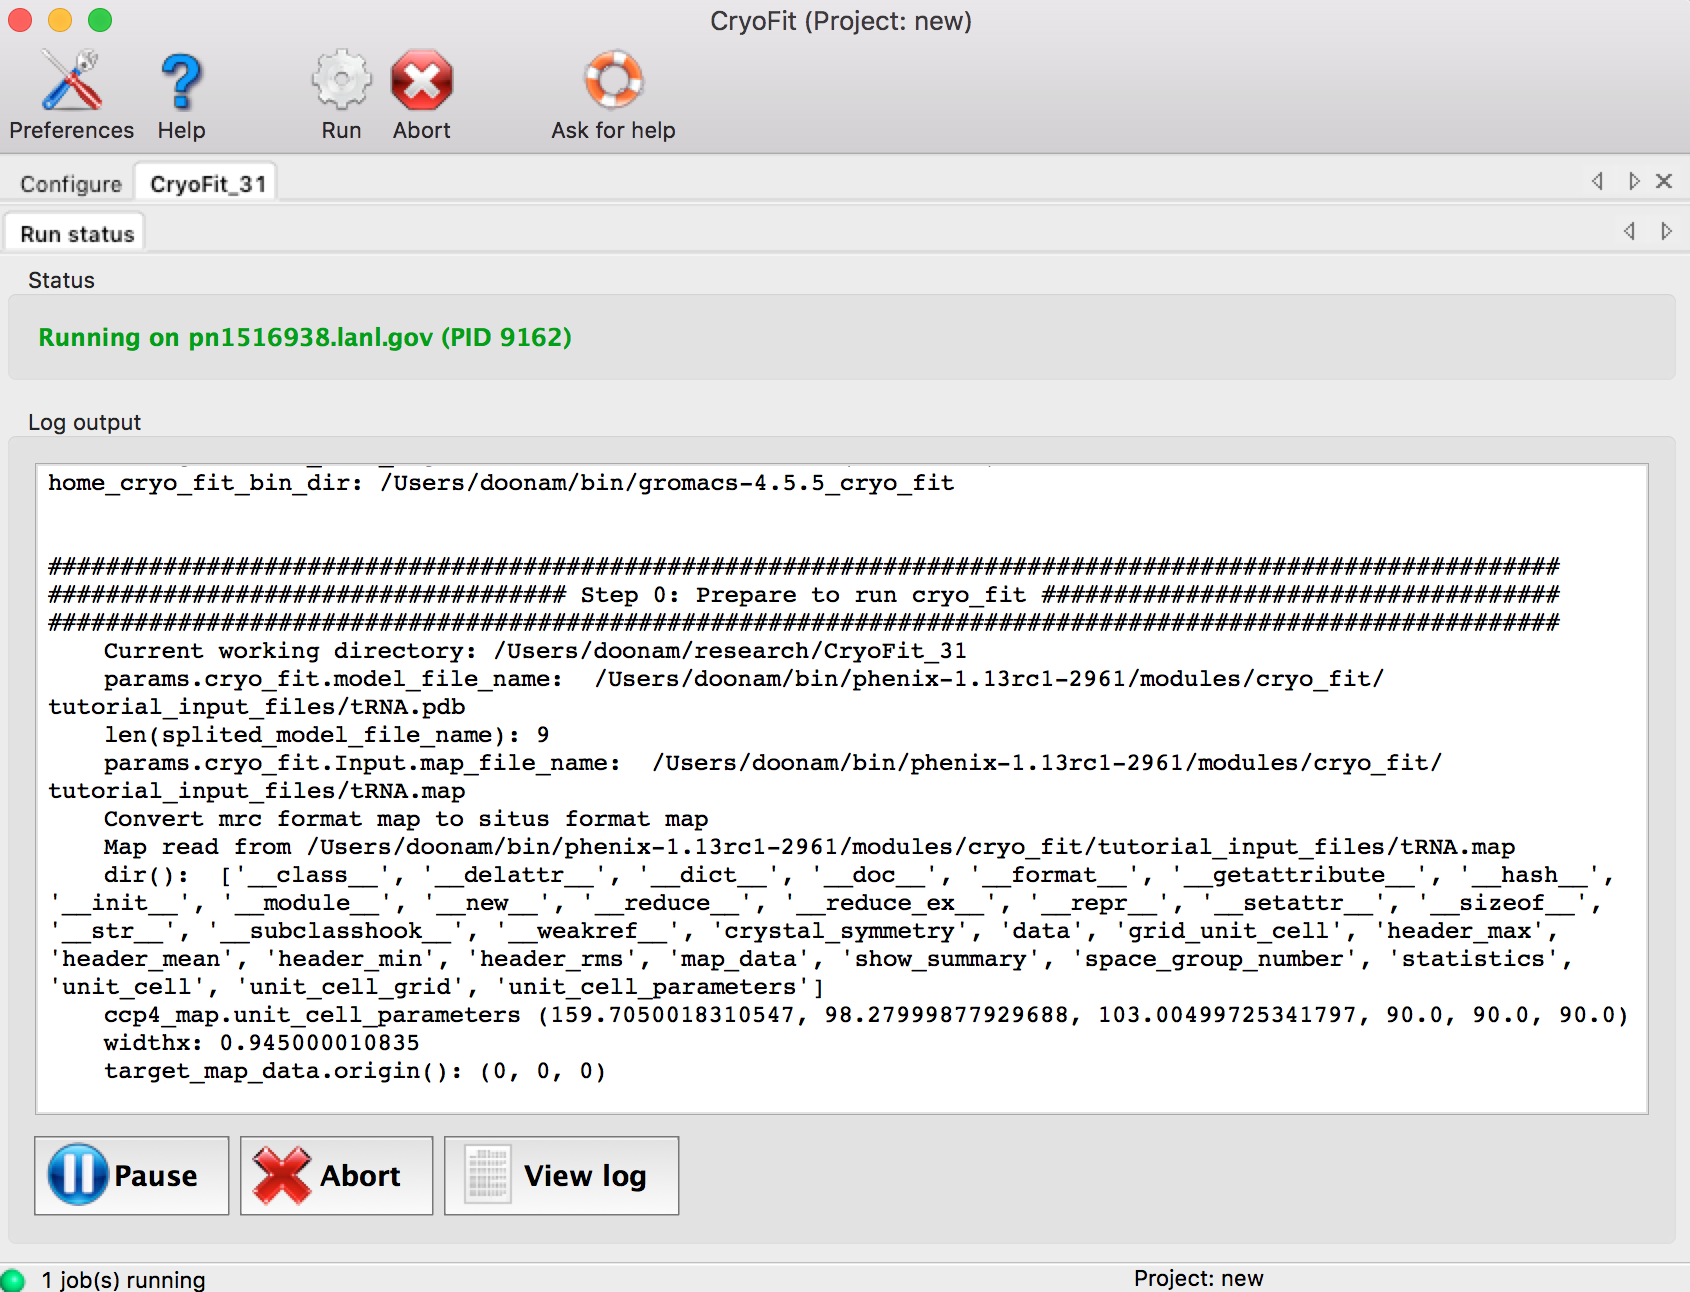 CryoFit (Project: new)
Preferences Help Run Abort Ask for help
Configure CryoFit_31
Run status
Status
Running on pn1516938.lanl.gov (PID 9162)
Log output
home_cryo_fit_bin_dir: /Users/doonam/bin/gromacs-4.5.5_cryo_fit
#########################################################################################################
#################################### Step 0: Prepare to run cryo_fit ####################################
#########################################################################################################
Current working directory: /Users/doonam/research/CryoFit_31
params.cryo_fit.model_file_name:  /Users/doonam/bin/phenix-1.13rc1-2961/modules/cryo_fit/
tutorial_input_files/tRNA.pdb
len(splited_model_file_name): 9
params.cryo_fit.Input.map_file_name:  /Users/doonam/bin/phenix-1.13rc1-2961/modules/cryo_fit/
tutorial_input_files/tRNA.map
Convert mrc format map to situs format map
Map read from /Users/doonam/bin/phenix-1.13rc1-2961/modules/cryo_fit/tutorial_input_files/tRNA.map
dir():  ['__class__', '__delattr__', '__dict__', '__doc__', '__format__', '__getattribute__', '__hash__',
'__init__', '__module__', '__new__', '__reduce__', '__reduce_ex__', '__repr__', '__setattr__', '__sizeof__',
'__str__', '__subclasshook__', '__weakref__', 'crystal_symmetry', 'data', 'grid_unit_cell', 'header_max',
'header_mean', 'header_min', 'header_rms', 'map_data', 'show_summary', 'space_group_number', 'statistics',
'unit_cell', 'unit_cell_grid', 'unit_cell_parameters']
ccp4_map.unit_cell_parameters (159.7050018310547, 98.27999877929688, 103.00499725341797, 90.0, 90.0, 90.0)
widthx: 0.945000010835
target_map_data.origin(): (0, 0, 0)
Pause Abort View log
1 job(s) running Project: new